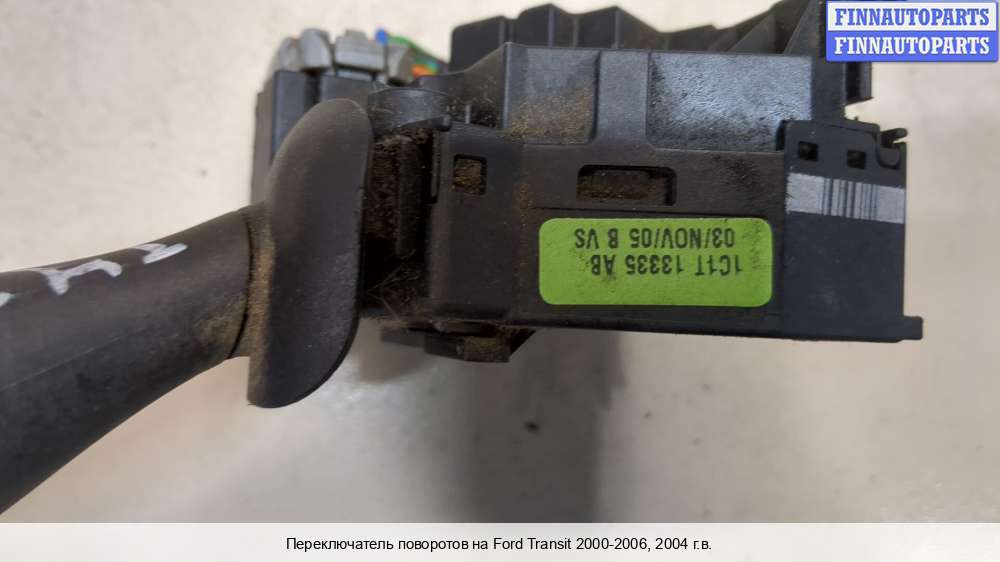 FINNAUTOPARTS
FINNAUTOPARTS
1C1T 13335 AB
03/NOV/05 B VS
Переключатель поворотов на Ford Transit 2000-2006, 2004 г.в.